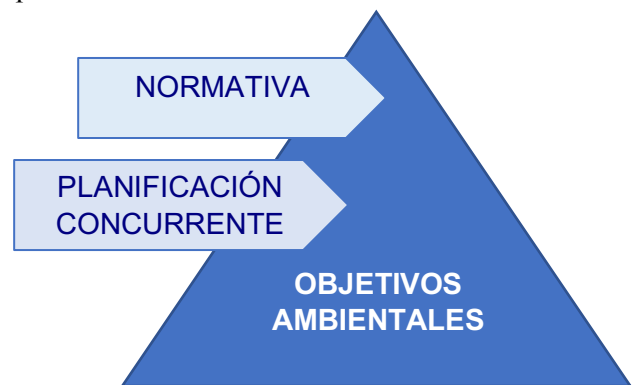 NORMATIVA
PLANIFICACIÓN
CONCURRENTE
OBJETIVOS
AMBIENTALES